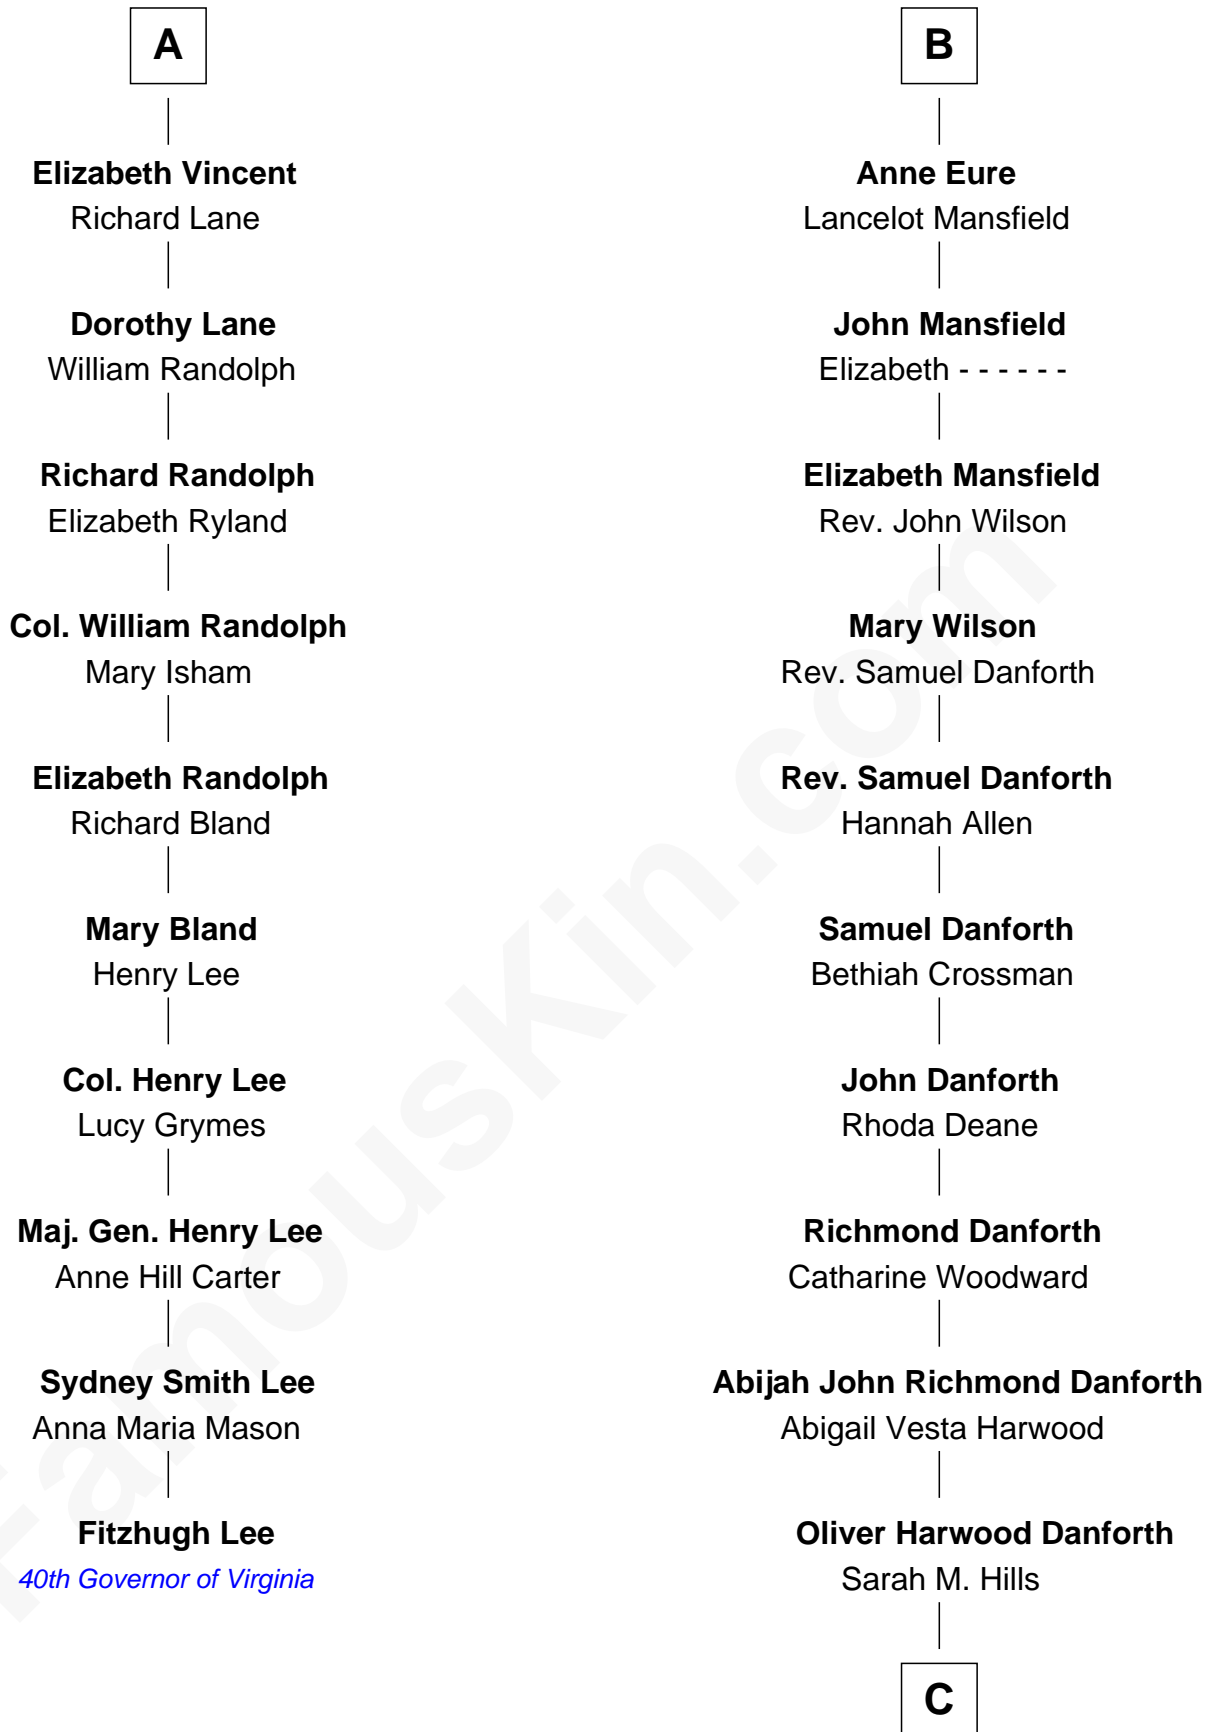 A
Elizabeth Vincent
Richard Lane
Dorothy Lane
William Randolph
Richard Randolph
Elizabeth Ryland
Col. William Randolph
Mary Isham
Elizabeth Randolph
Richard Bland
Mary Bland
Henry Lee
Col. Henry Lee
Lucy Grymes
Maj. Gen. Henry Lee
Anne Hill Carter
Sydney Smith Lee
Anna Maria Mason
Fitzhugh Lee
40th Governor of Virginia
B
Anne Eure
Lancelot Mansfield
John Mansfield
Elizabeth - - - - - -
Elizabeth Mansfield
Rev. John Wilson
Mary Wilson
Rev. Samuel Danforth
Rev. Samuel Danforth
Hannah Allen
Samuel Danforth
Bethiah Crossman
John Danforth
Rhoda Deane
Richmond Danforth
Catharine Woodward
Abijah John Richmond Danforth
Abigail Vesta Harwood
Oliver Harwood Danforth
Sarah M. Hills
C
FamousKin.com